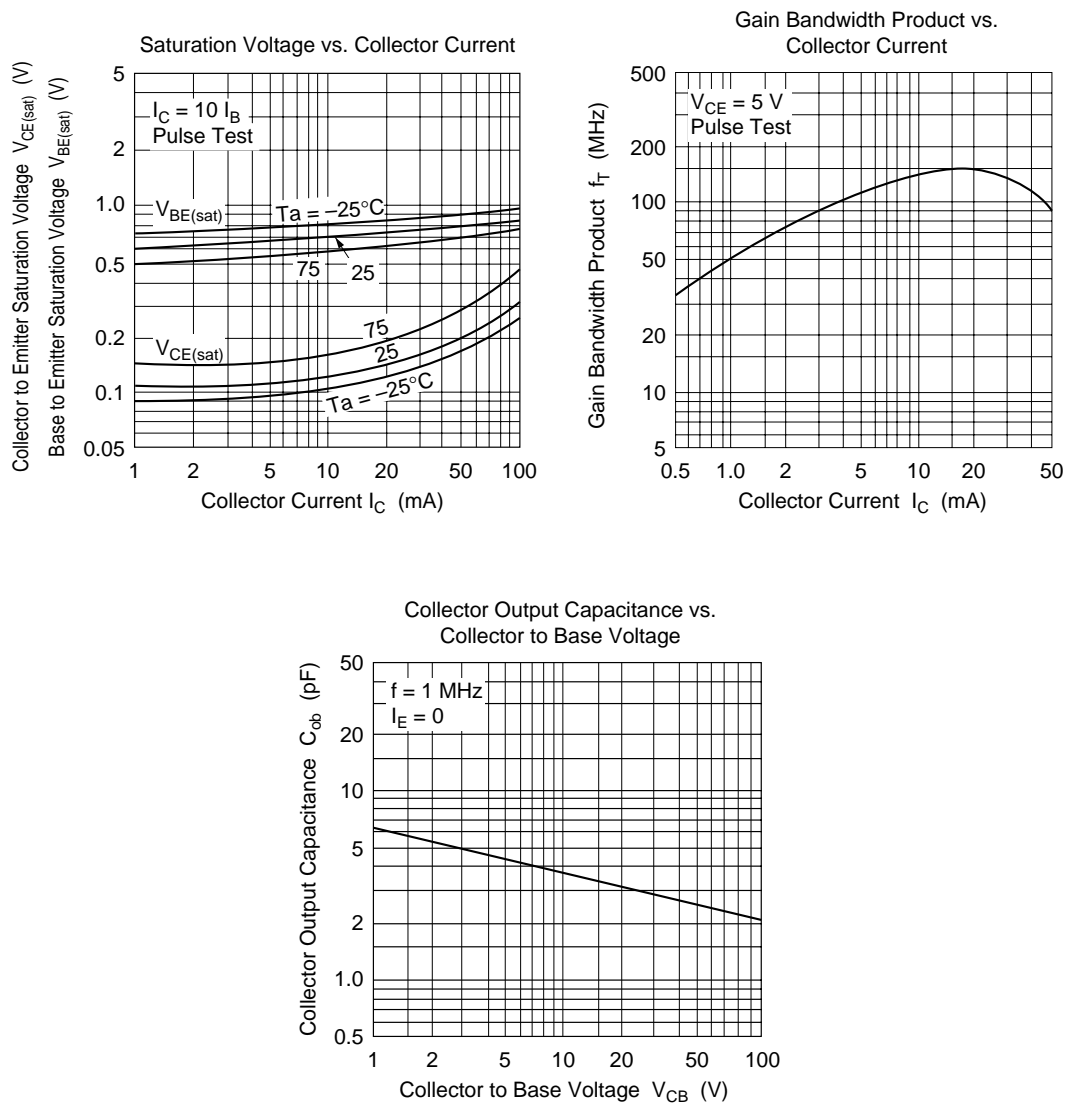 Saturation Voltage vs. Collector Current
Collector to Emitter Saturation Voltage V_CE(sat) (V)
Base to Emitter Saturation Voltage V_BE(sat) (V)
5
2
1.0
0.5
0.2
0.1
0.05
I_C = 10 I_B
Pulse Test
V_BE(sat)
Ta = −25°C
75
25
V_CE(sat)
75
25
Ta = −25°C
1 2 5 10 20 50 100
Collector Current I_C (mA)
Gain Bandwidth Product vs.
Collector Current
Gain Bandwidth Product f_T (MHz)
500
200
100
50
20
10
5
V_CE = 5 V
Pulse Test
0.5 1.0 2 5 10 20 50
Collector Current I_C (mA)
Collector Output Capacitance vs.
Collector to Base Voltage
Collector Output Capacitance C_ob (pF)
50
20
10
5
2
1.0
0.5
f = 1 MHz
I_E = 0
1 2 5 10 20 50 100
Collector to Base Voltage V_CB (V)